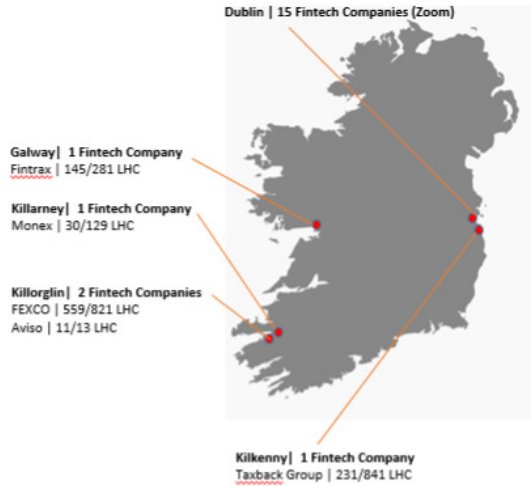 Dublin | 15 Fintech Companies (Zoom)
Galway| 1 Fintech Company
Fintrax | 145/281 LHC
Killarney| 1 Fintech Company
Monex | 30/129 LHC
Killorglin| 2 Fintech Companies
FEXCO | 559/821 LHC
Aviso | 11/13 LHC
Kilkenny| 1 Fintech Company
Taxback Group | 231/841 LHC